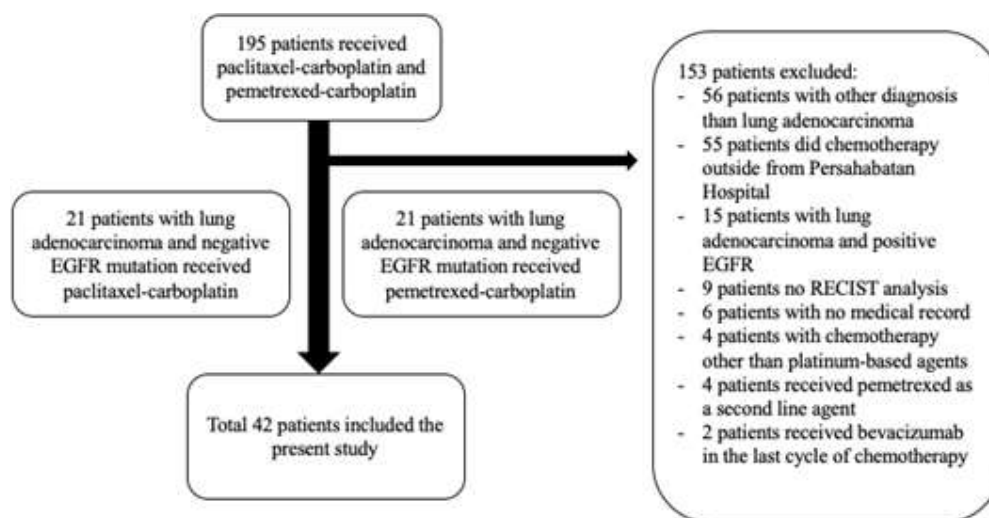 195 patients received
paclitaxel-carboplatin and
pemetrexed-carboplatin
153 patients excluded:
- 56 patients with other diagnosis
than lung adenocarcinoma
- 55 patients did chemotherapy
outside from Persahabatan
Hospital
- 15 patients with lung
adenocarcinoma and positive
EGFR
- 9 patients no RECIST analysis
- 6 patients with no medical record
- 4 patients with chemotherapy
other than platinum-based agents
- 4 patients received pemetrexed as
a second line agent
- 2 patients received bevacizumab
in the last cycle of chemotherapy
21 patients with lung
adenocarcinoma and negative
EGFR mutation received
paclitaxel-carboplatin
21 patients with lung
adenocarcinoma and negative
EGFR mutation received
pemetrexed-carboplatin
Total 42 patients included the
present study